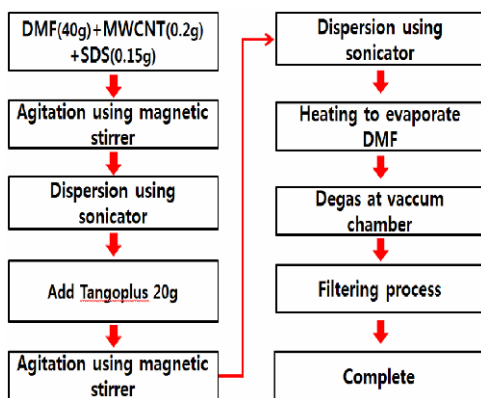 DMF(40g)+MWCNT(0.2g)
+SDS(0.15g)
Agitation using magnetic
stirrer
Dispersion using
sonicator
Add Tangoplus 20g
Agitation using magnetic
stirrer
Dispersion using
sonicator
Heating to evaporate
DMF
Degas at vaccum
chamber
Filtering process
Complete